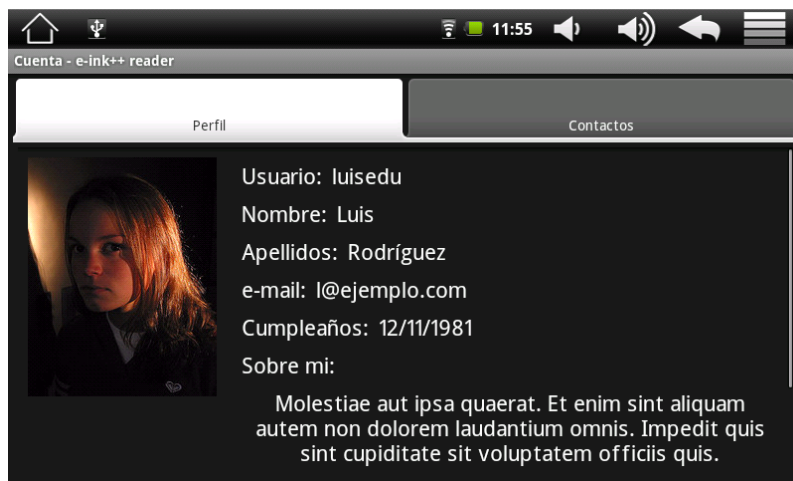 11:55
Cuenta - e-ink++ reader
Perfil
Contactos
Usuario: luisedu
Nombre: Luis
Apellidos: Rodríguez
e-mail: l@ejemplo.com
Cumpleaños: 12/11/1981
Sobre mi:
Molestiae aut ipsa quaerat. Et enim sint aliquam
autem non dolorem laudantium omnis. Impedit quis
sint cupiditate sit voluptatem officiis quis.